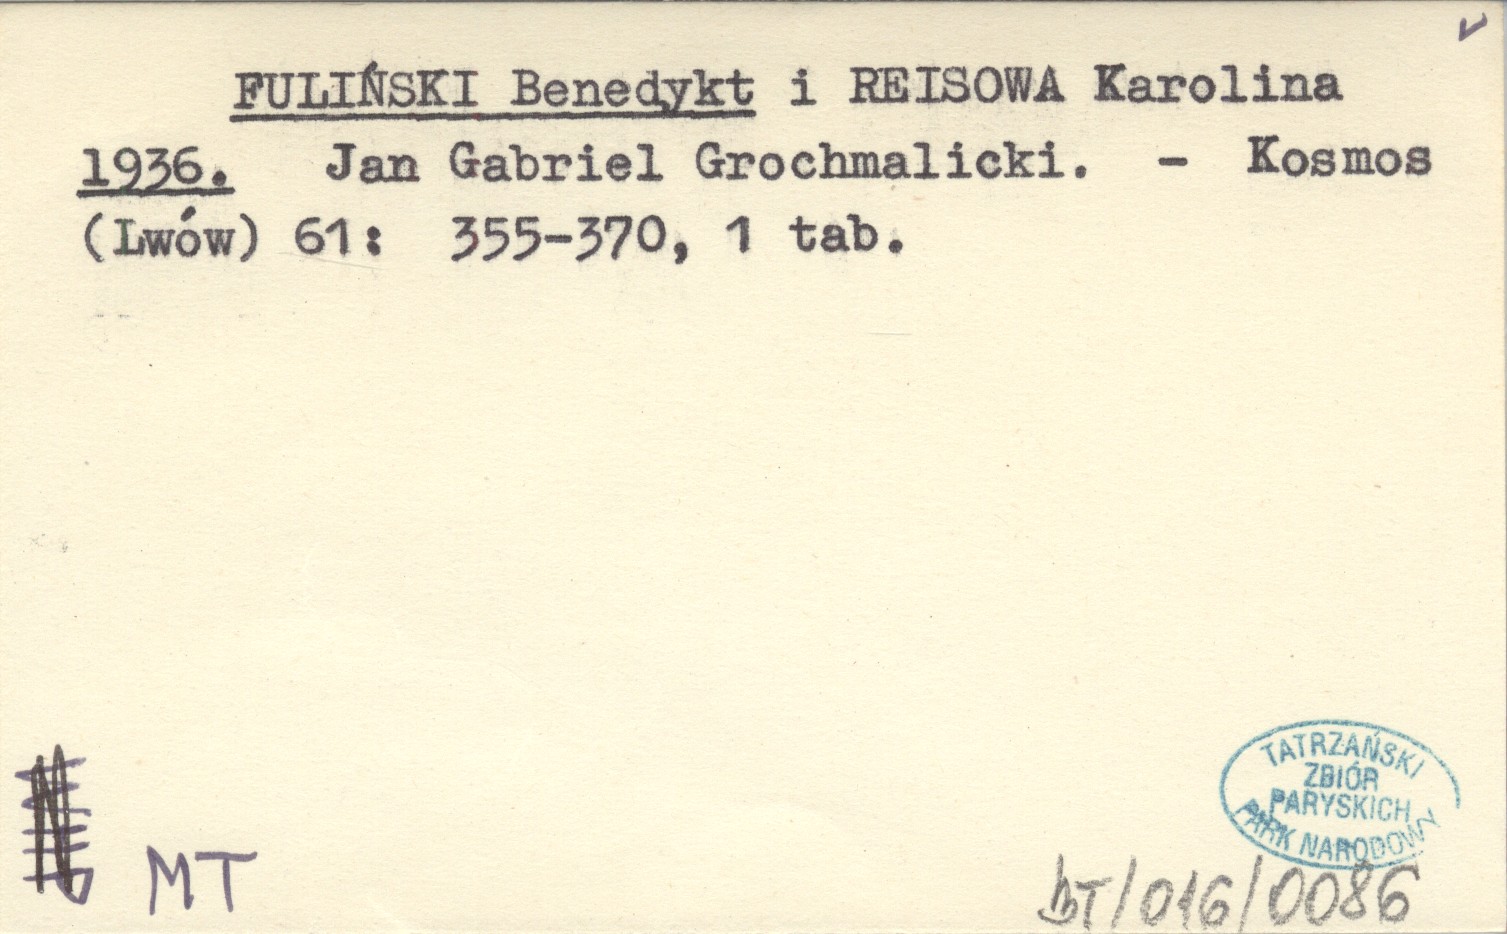 FULIŃSKI Benedykt i REISOWA Karolina
1936. Jan Gabriel Grochmalicki. - Kosmos
(Lwów) 61: 355-370, 1 tab.
TATRZAŃSKI
ZBIÓR
PARYSKICH
PARK NARODOWY
N
MT
BT/016/0086